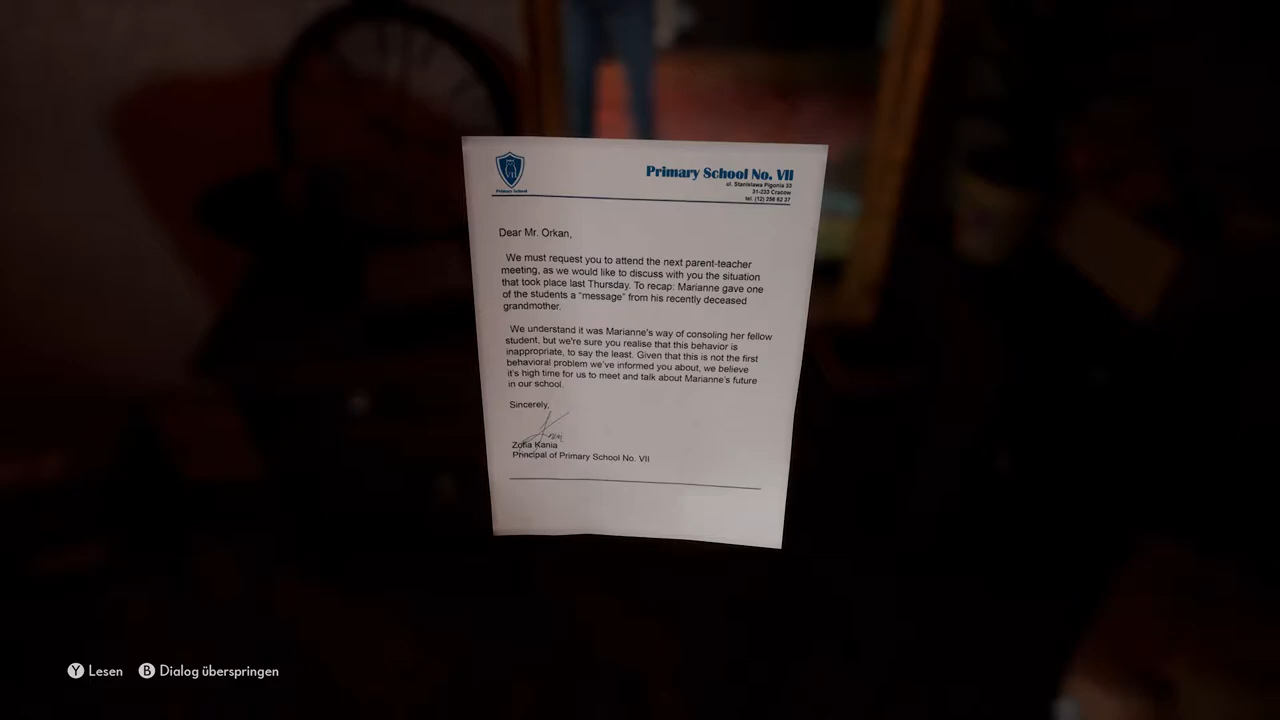 Primary School
Primary School No. VII
ul. Stanisława Pigonia 33
31-233 Cracow
tel. (12) 256 62 37
Dear Mr. Orkan,
We must request you to attend the next parent-teacher
meeting, as we would like to discuss with you the situation
that took place last Thursday. To recap: Marianne gave one
of the students a “message” from his recently deceased
grandmother.
We understand it was Marianne's way of consoling her fellow
student, but we're sure you realise that this behavior is
inappropriate, to say the least. Given that this is not the first
behavioral problem we've informed you about, we believe
it's high time for us to meet and talk about Marianne's future
in our school.
Sincerely,
Zofia Kania
Principal of Primary School No. VII
Y Lesen B Dialog überspringen